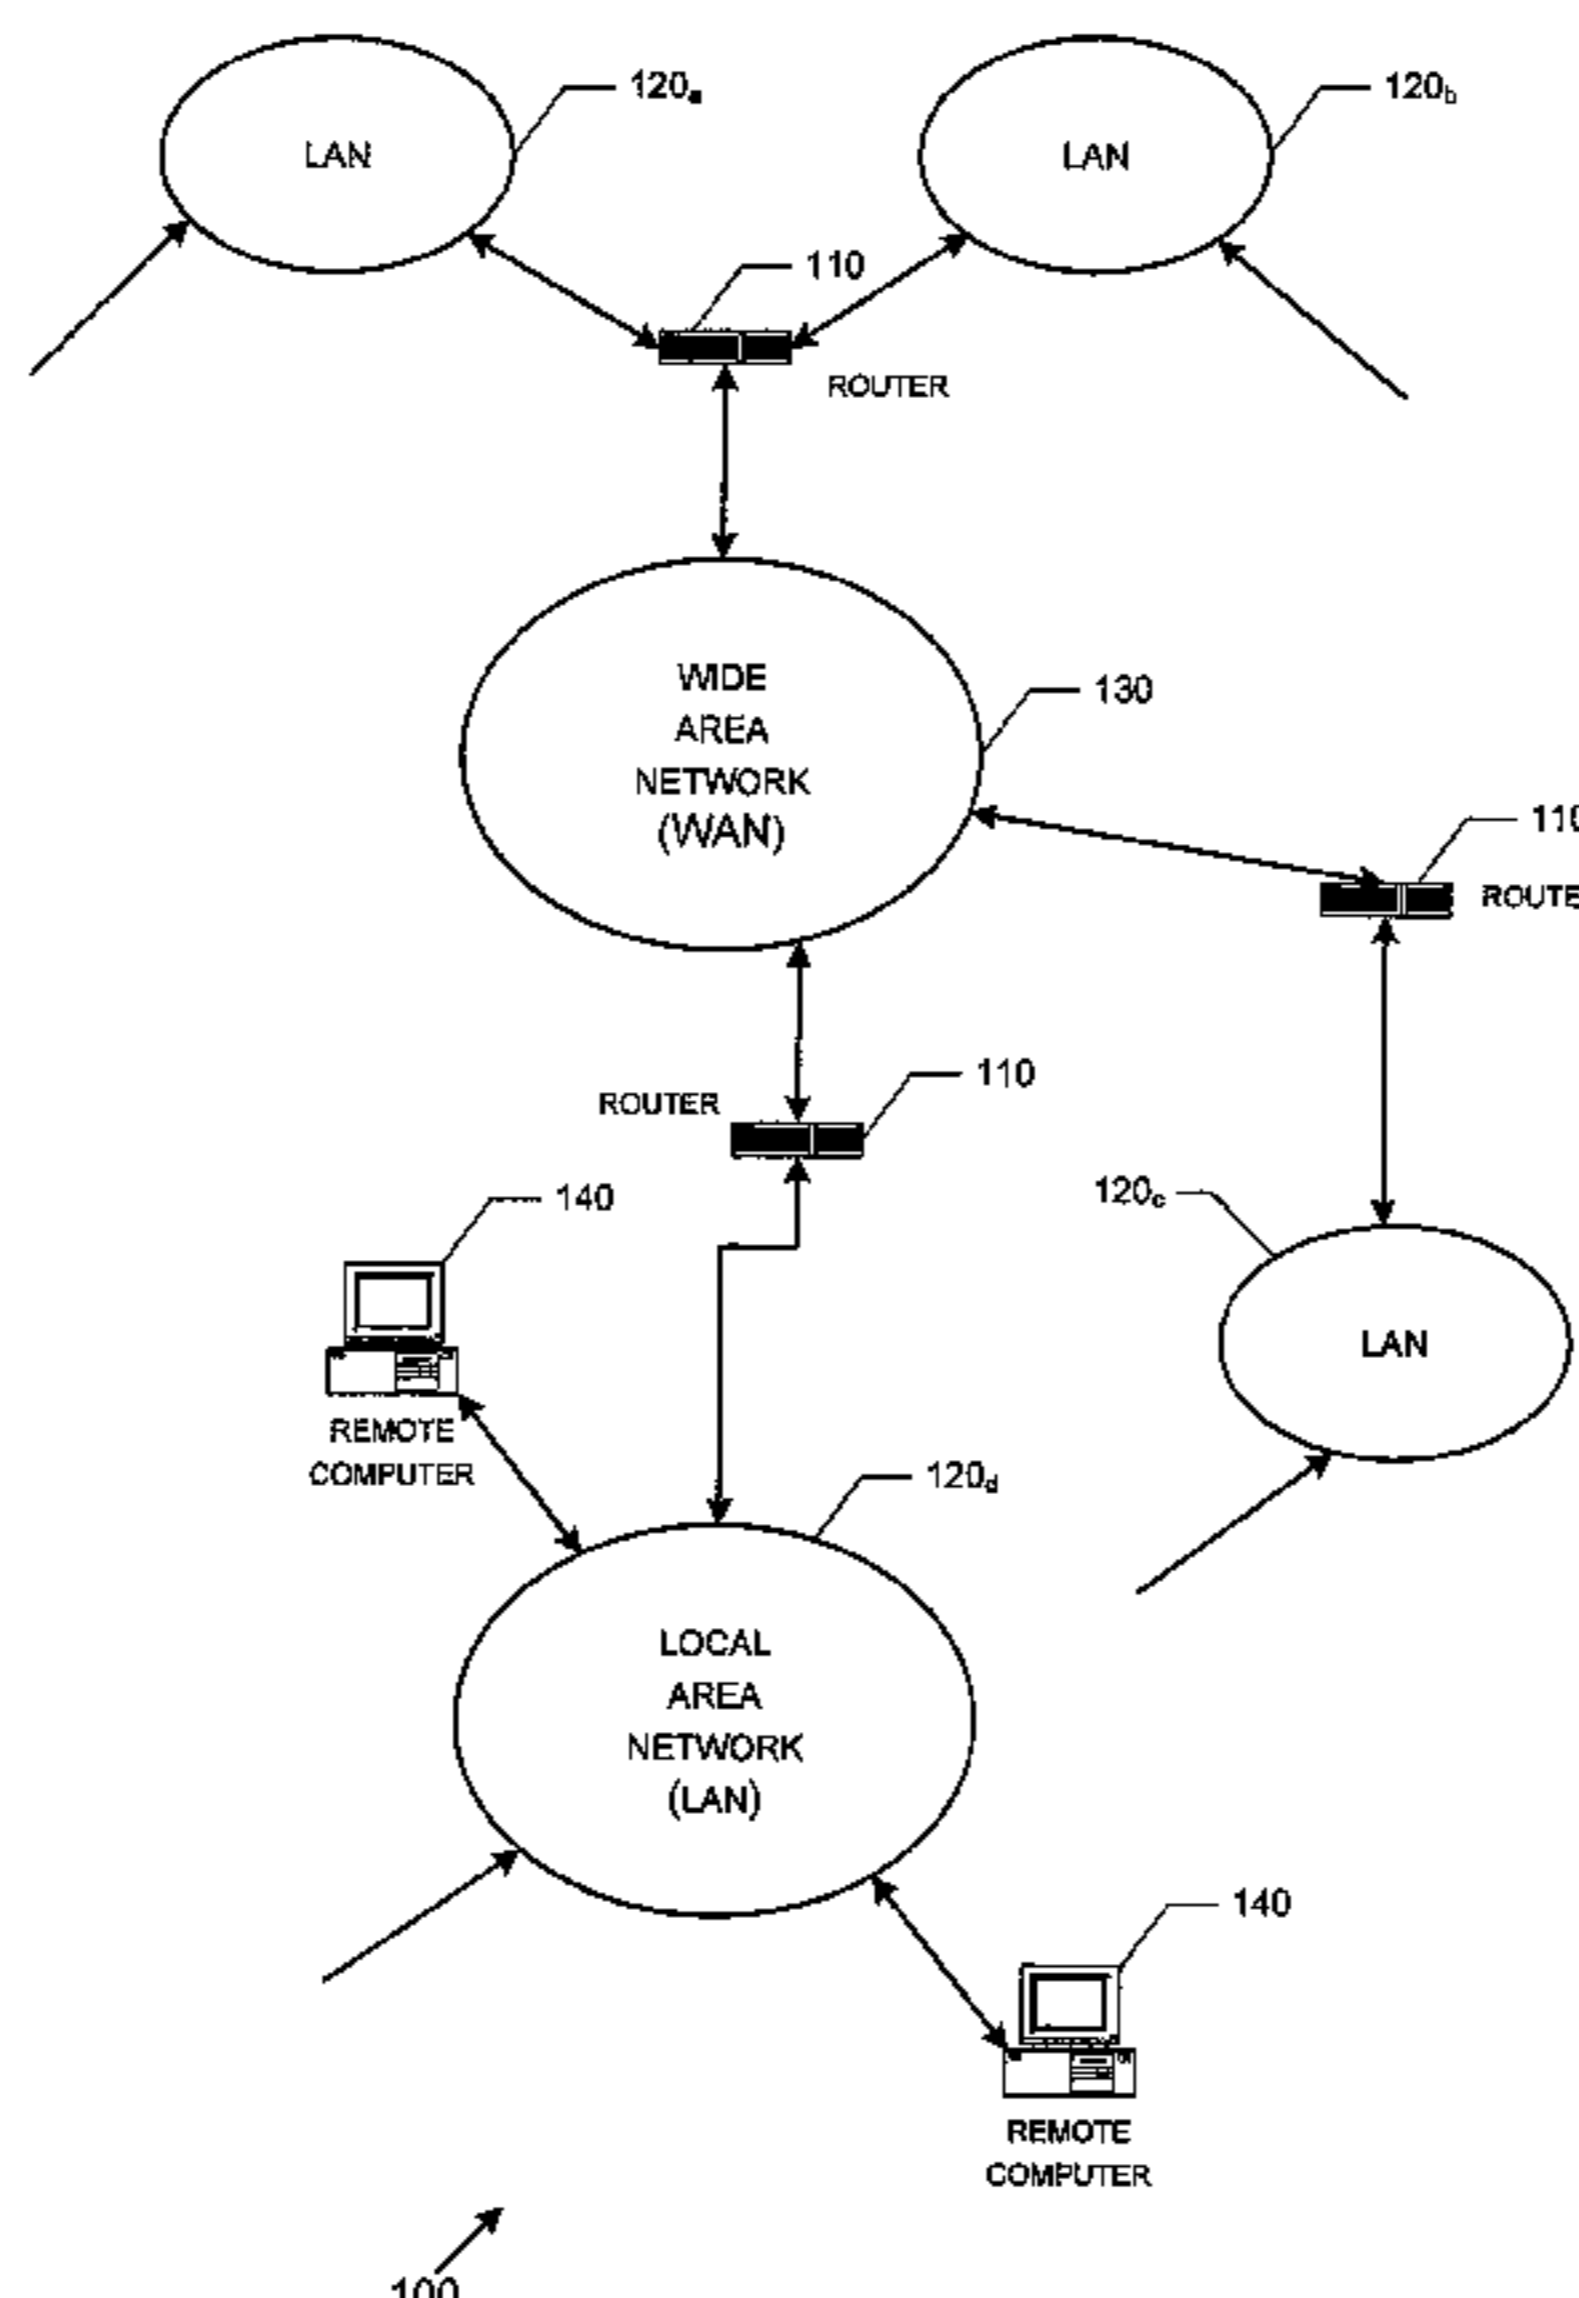 120a
120b
LAN
LAN
110
ROUTER
WIDE
AREA
NETWORK
(WAN)
130
110
ROUTE
ROUTER
110
140
120c
LAN
REMOTE
COMPUTER
120d
LOCAL
AREA
NETWORK
(LAN)
140
REMOTE
COMPUTER
100